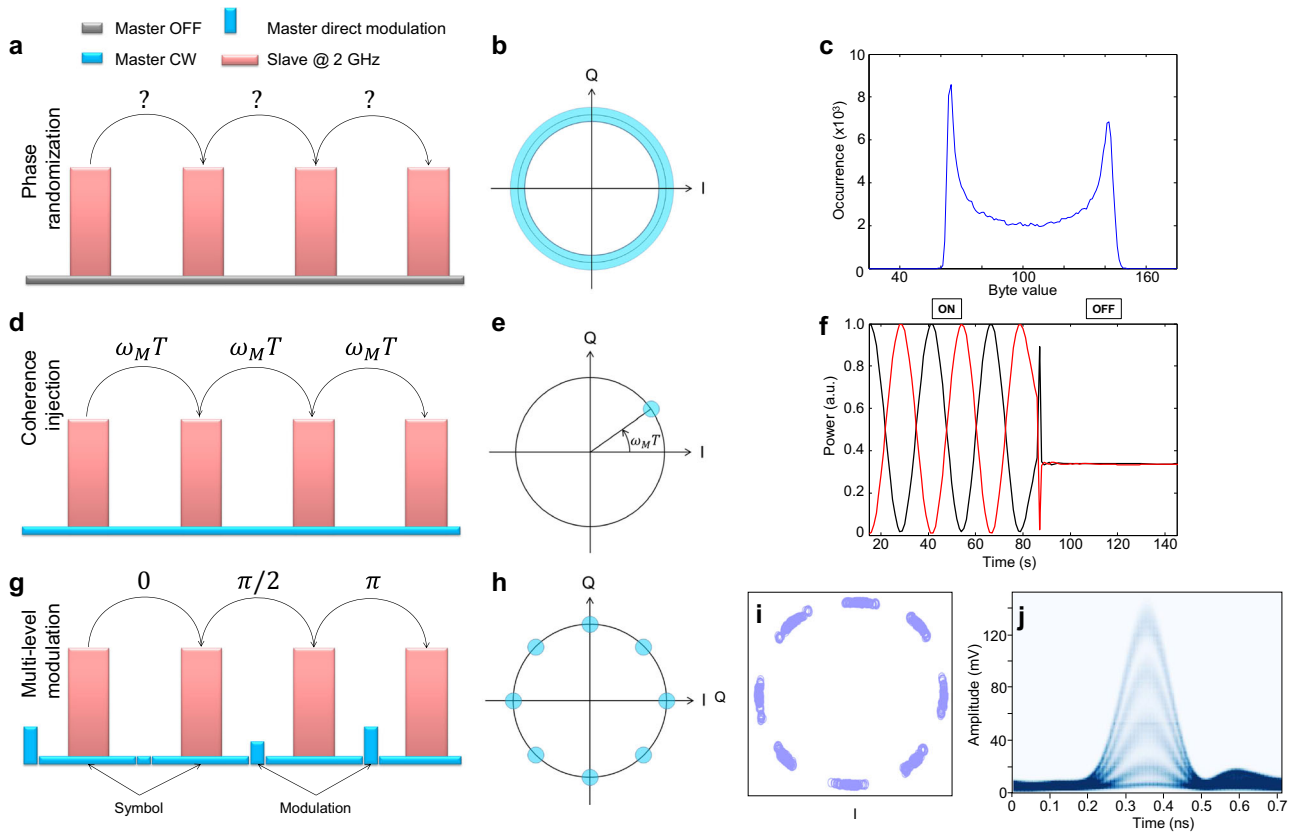 Master OFF
Master direct modulation
Master CW
Slave @ 2 GHz
a
Phase
randomization
? ? ?
b
Q
I
c
Occurrence (x10³)
10
8
6
4
2
0
40 100 160
Byte value
d
Coherence
injection
ω_MT ω_MT ω_MT
e
Q
ω_MT
I
f
ON OFF
Power (a.u.)
1.0
0.8
0.6
0.4
0.2
0
20 40 60 80 100 120 140
Time (s)
g
Multi-level
modulation
0 π/2 π
Symbol Modulation
h
Q
I
i
Q
I
j
Amplitude (mV)
120
80
40
0
0 0.1 0.2 0.3 0.4 0.5 0.6 0.7
Time (ns)